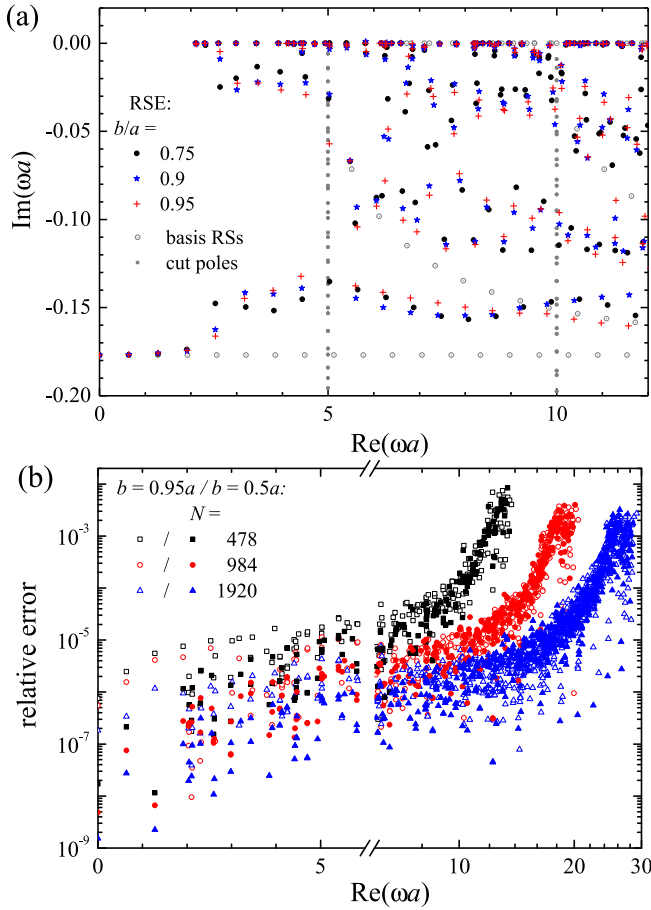 (a)
0.00
-0.05
-0.10
-0.15
-0.20
Im(ωa)
RSE:
b/a =
0.75
0.9
0.95
basis RSs
cut poles
0
5
10
Re(ωa)
(b)
b = 0.95a / b = 0.5a:
N =
/ 478
/ 984
/ 1920
10⁻³
10⁻⁵
10⁻⁷
10⁻⁹
relative error
0
5
10
20
30
Re(ωa)